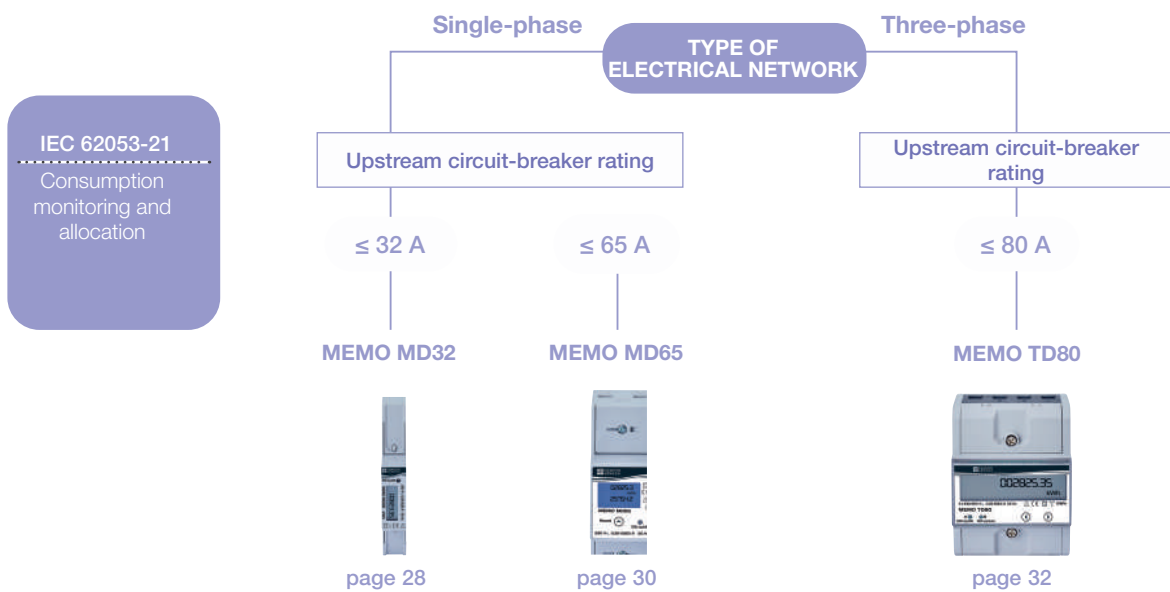 Single-phase
Three-phase
TYPE OF
ELECTRICAL NETWORK
IEC 62053-21
Consumption
monitoring and
allocation
Upstream circuit-breaker rating
Upstream circuit-breaker
rating
≤ 32 A
≤ 65 A
≤ 80 A
MEMO MD32
MEMO MD65
MEMO TD80
002825.35
kWh
MEMO TD80
page 28
page 30
page 32